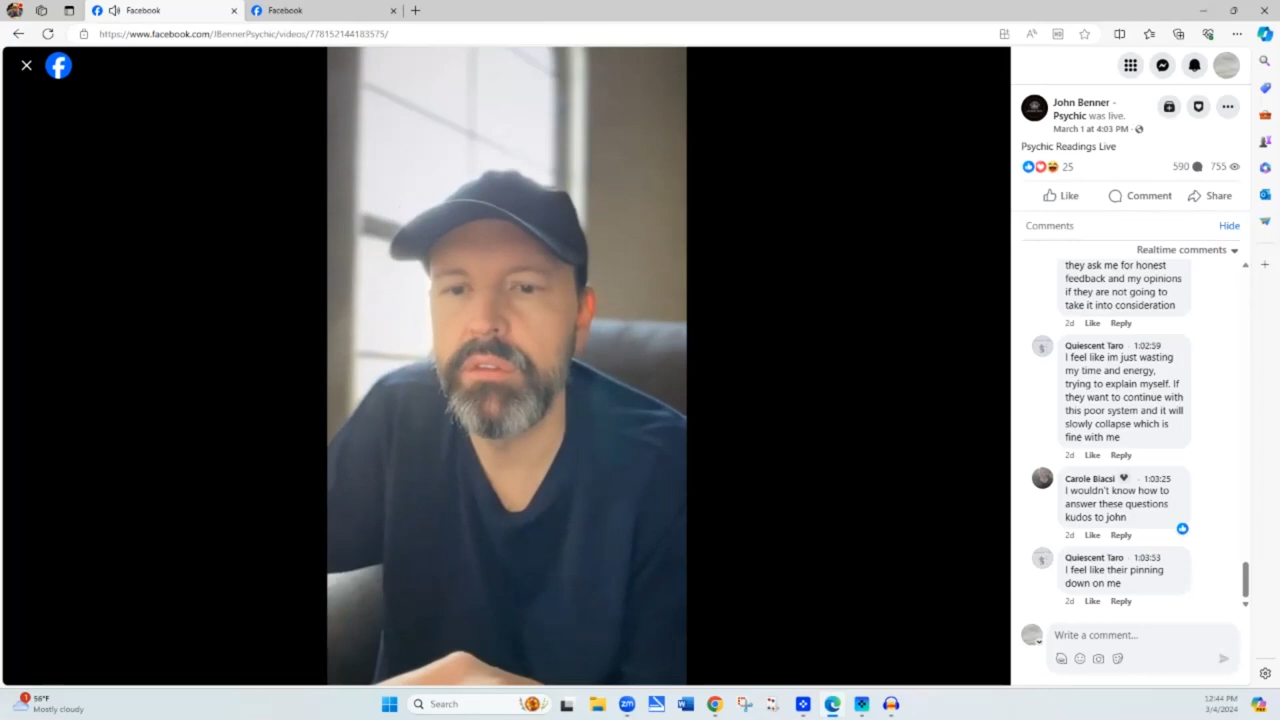 Facebook
Facebook
https://www.facebook.com/JBennerPsychic/videos/778152144183575/
John Benner -
Psychic was live.
March 1 at 4:03 PM ·
Psychic Readings Live
25
590
755
Like
Comment
Share
Comments
Hide
Realtime comments
they ask me for honest
feedback and my opinions
if they are not going to
take it into consideration
2d Like Reply
Quiescent Taro · 1:02:59
I feel like im just wasting
my time and energy,
trying to explain myself. If
they want to continue with
this poor system and it will
slowly collapse which is
fine with me
2d Like Reply
Carole Biacsi · 1:03:25
I wouldn't know how to
answer these questions
kudos to john
2d Like Reply
Quiescent Taro · 1:03:53
I feel like their pinning
down on me
2d Like Reply
Write a comment...
1
56°F
Mostly cloudy
Search
zm
W
12:44 PM
3/4/2024